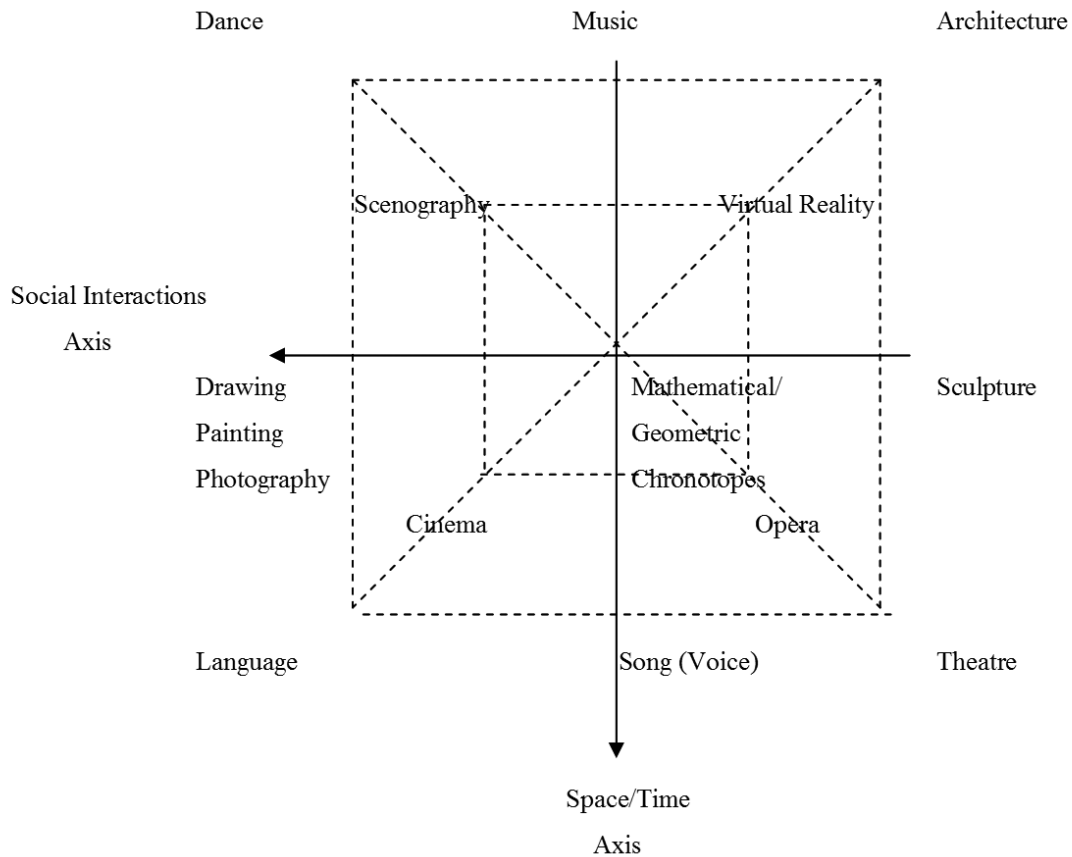 Dance Music Architecture
Scenography Virtual Reality
Social Interactions
Axis
Drawing Mathematical/ Sculpture
Painting Geometric
Photography Chronotopes
Cinema Opera
Language Song (Voice) Theatre
Space/Time
Axis